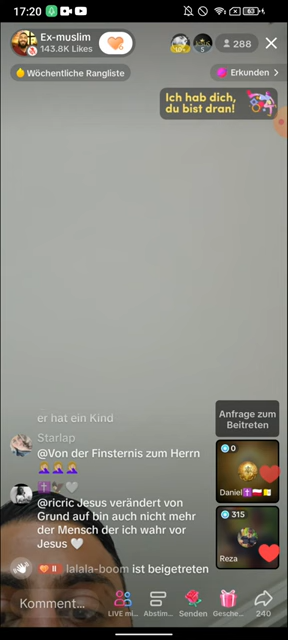 17:20
63
Ex-muslim
143.8K Likes
288
Wöchentliche Rangliste
Erkunden >
Ich hab dich,
du bist dran!
er hat ein Kind
Anfrage zum
Beitreten
Starlap
@Von der Finsternis zum Herrn
🤦🏼‍♀️🤦🏼‍♀️🤦🏼‍♀️
0
Daniel✝️🇵🇱🇻🇦
✝️🕊️🤍
@ricric Jesus verändert von
Grund auf bin auch nicht mehr
der Mensch der ich wahr vor
Jesus 🤍
315
Reza
lalala-boom ist beigetreten
Komment...
LIVE mi...
Abstim...
Senden
Gesche...
240